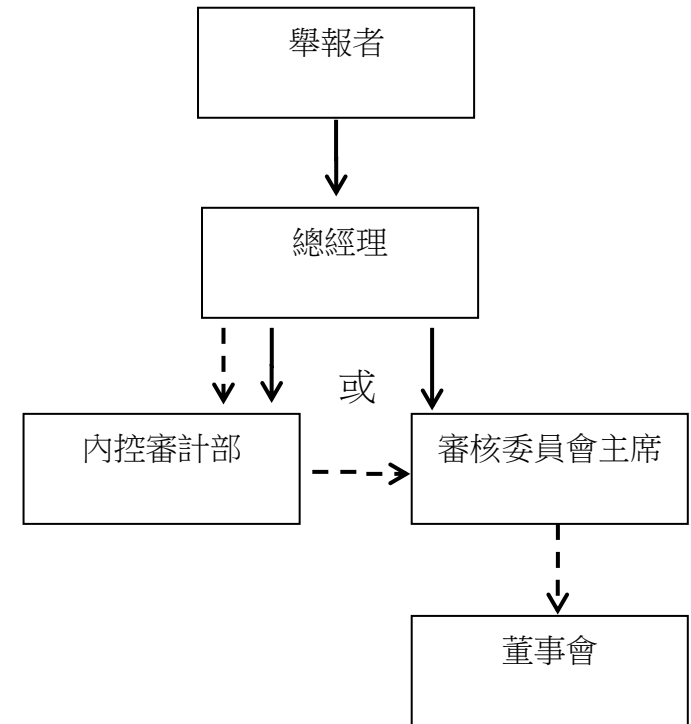 舉報者
總經理
或
內控審計部
審核委員會主席
董事會